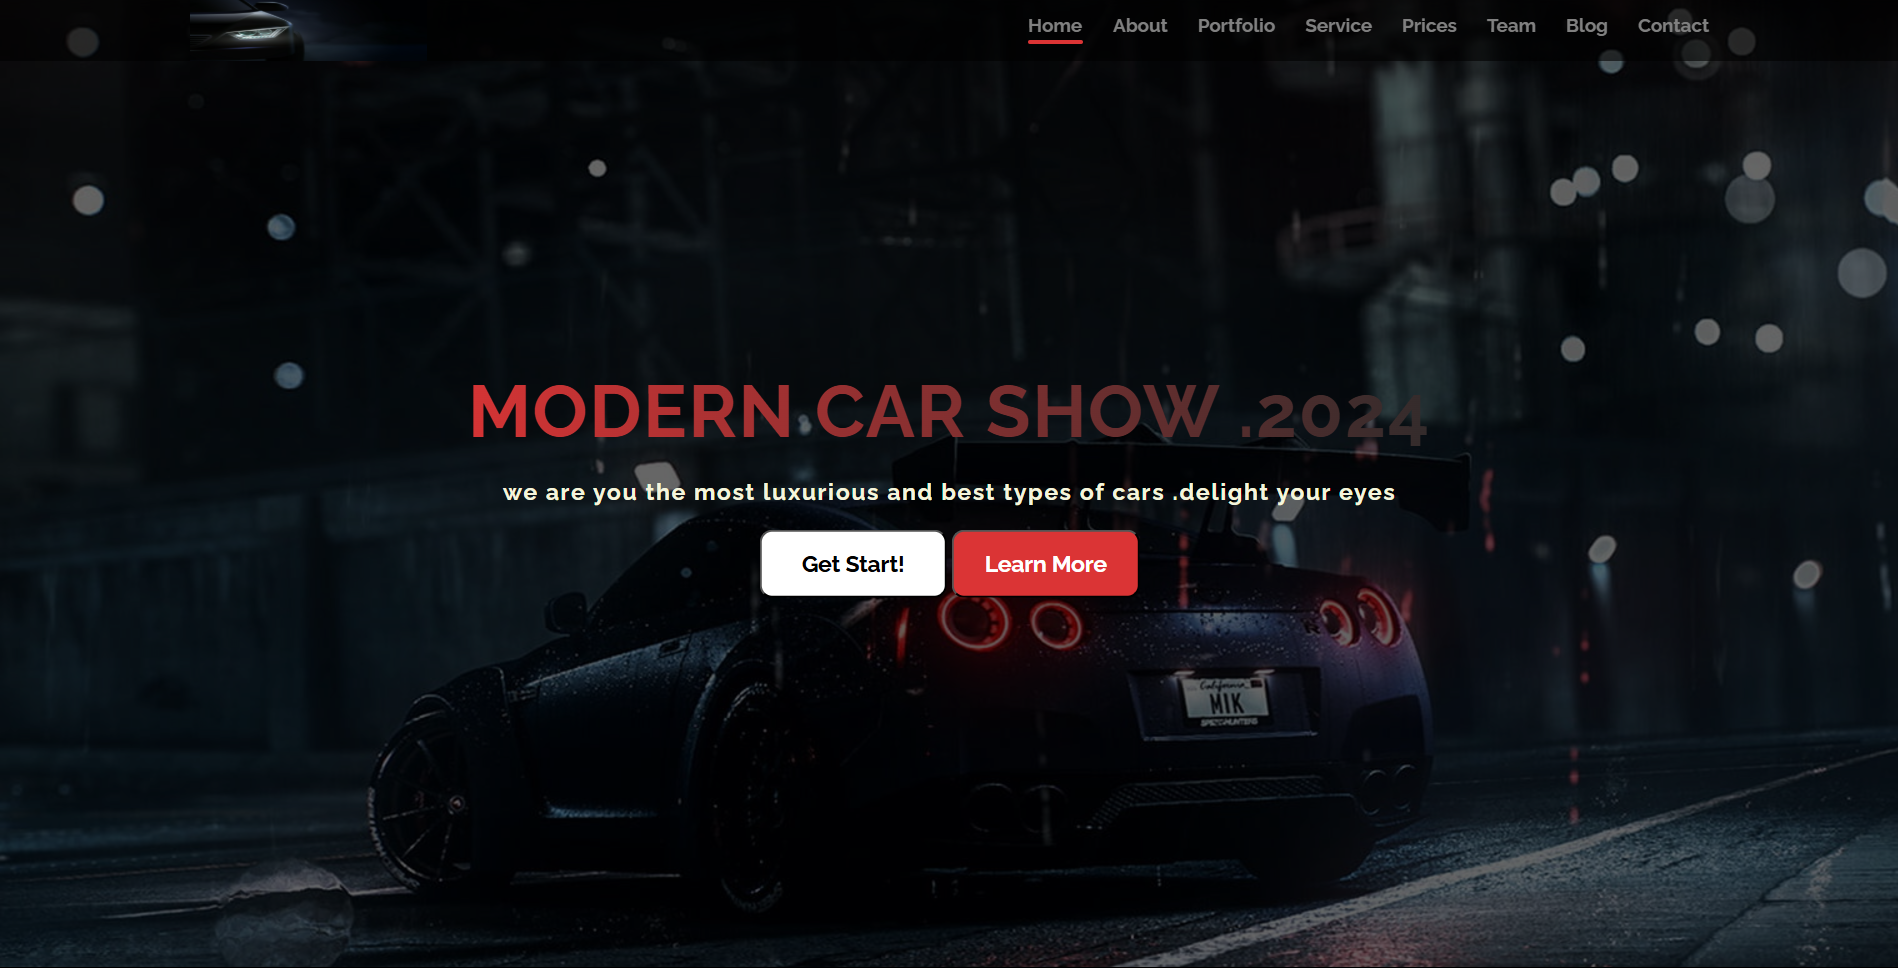 Home About Portfolio Service Prices Team Blog Contact
MODERN CAR SHOW .2024
we are you the most luxurious and best types of cars .delight your eyes
Get Start! Learn More
California
MIK
SPEEDHUNTERS